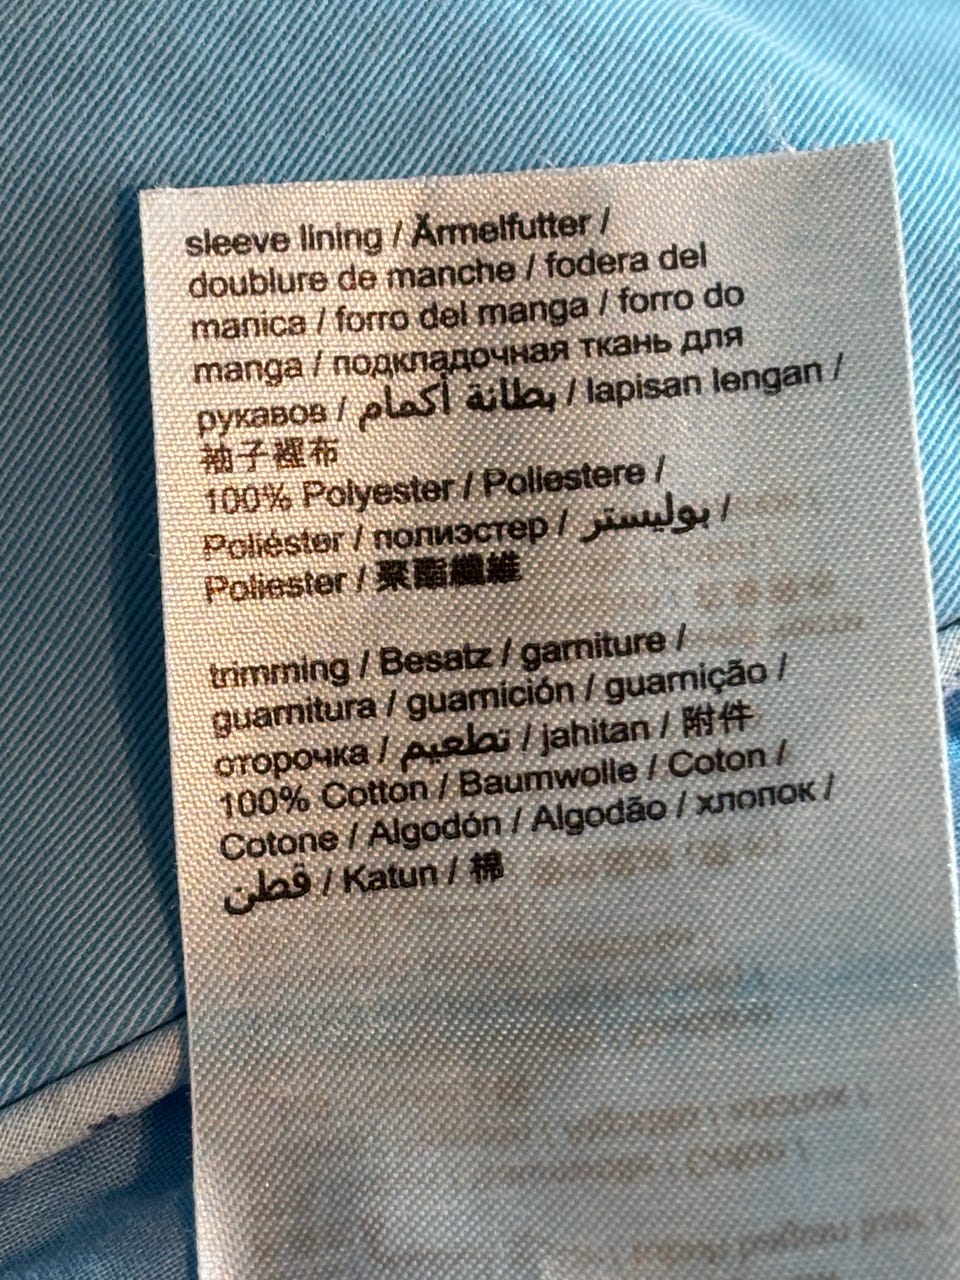 sleeve lining / Ärmelfutter /
doublure de manche / fodera del
manica / forro del manga / forro do
manga / подкладочная ткань для
рукавов / بطانة أكمام / lapisan lengan /
袖子裡布
100% Polyester / Poliestere /
Poliéster / полиэстер / بوليستر /
Poliester / 聚酯纖維
trimming / Besatz / garniture /
guarnitura / guarnición / guarnição /
оторочка / تطعيم / jahitan / 附件
100% Cotton / Baumwolle / Coton /
Cotone / Algodón / Algodão / хлопок /
قطن / Katun / 棉